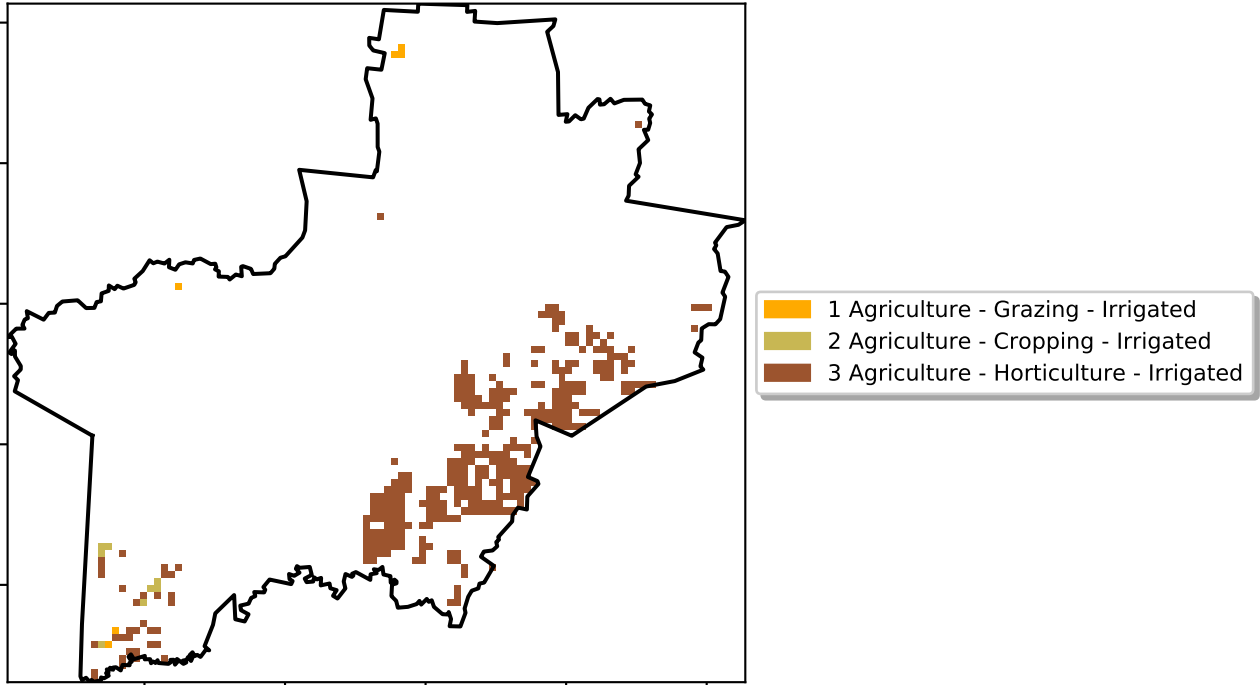 1 Agriculture - Grazing - Irrigated
2 Agriculture - Cropping - Irrigated
3 Agriculture - Horticulture - Irrigated